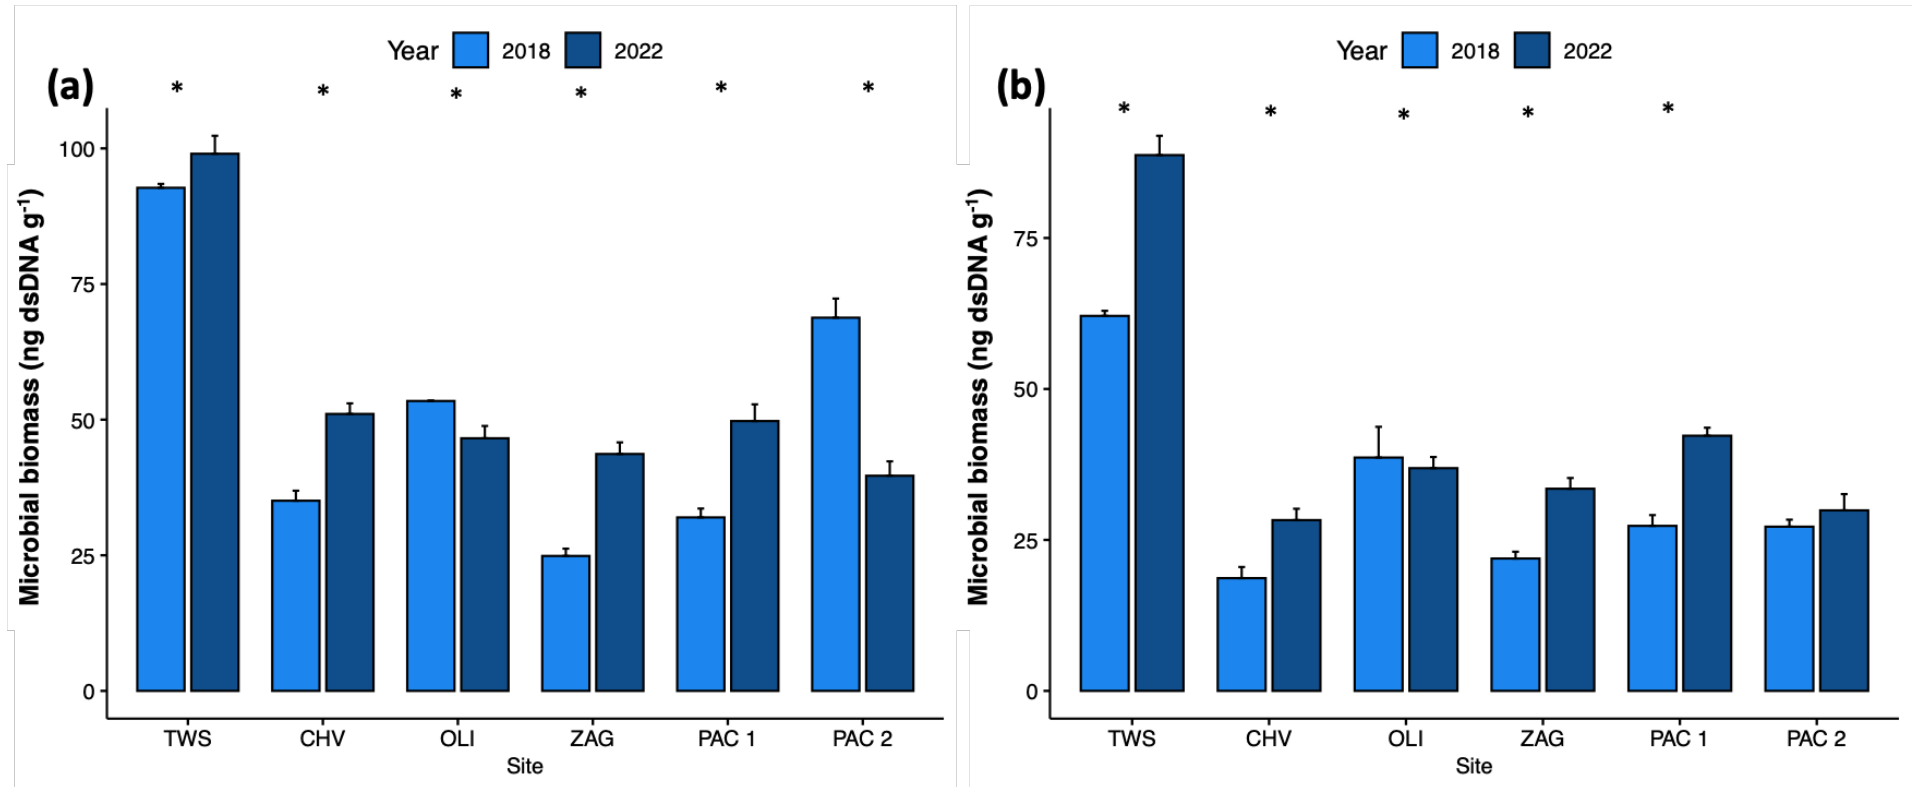 Year 2018 2022
(a)
* * * * * *
Microbial biomass (ng dsDNA g-1)
100
75
50
25
0
TWS CHV OLI ZAG PAC 1 PAC 2
Site
Year 2018 2022
(b)
* * * * *
Microbial biomass (ng dsDNA g-1)
75
50
25
0
TWS CHV OLI ZAG PAC 1 PAC 2
Site